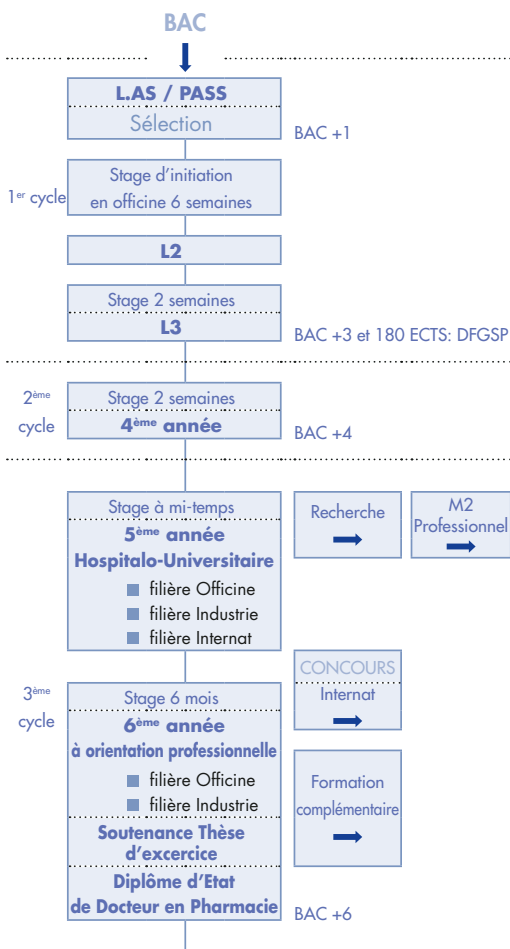 BAC
L.AS / PASS
Sélection
BAC +1
1er cycle
Stage d'initiation
en officine 6 semaines
L2
Stage 2 semaines
L3
BAC +3 et 180 ECTS: DFGSP
2ème
cycle
Stage 2 semaines
4ème année
BAC +4
Stage à mi-temps
5ème année
Hospitalo-Universitaire
filière Officine
filière Industrie
filière Internat
Recherche
M2
Professionnel
CONCOURS
Internat
3ème
cycle
Stage 6 mois
6ème année
à orientation professionnelle
filière Officine
filière Industrie
Soutenance Thèse
d'excercice
Diplôme d'Etat
de Docteur en Pharmacie
Formation
complémentaire
BAC +6